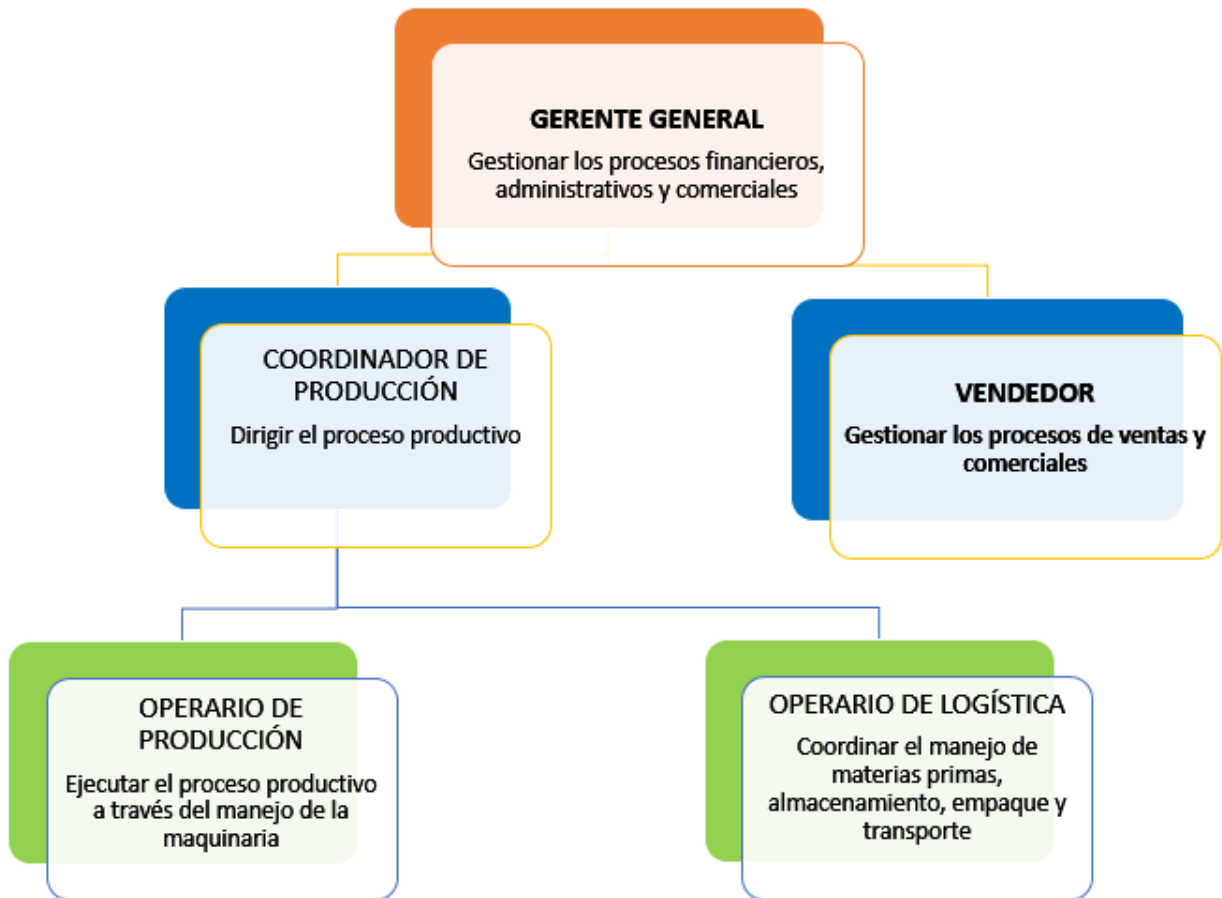 GERENTE GENERAL
Gestionar los procesos financieros,
administrativos y comerciales
COORDINADOR DE
PRODUCCIÓN
Dirigir el proceso productivo
VENDEDOR
Gestionar los procesos de ventas y
comerciales
OPERARIO DE
PRODUCCIÓN
Ejecutar el proceso productivo
a través del manejo de la
maquinaria
OPERARIO DE LOGÍSTICA
Coordinar el manejo de
materias primas,
almacenamiento, empaque y
transporte